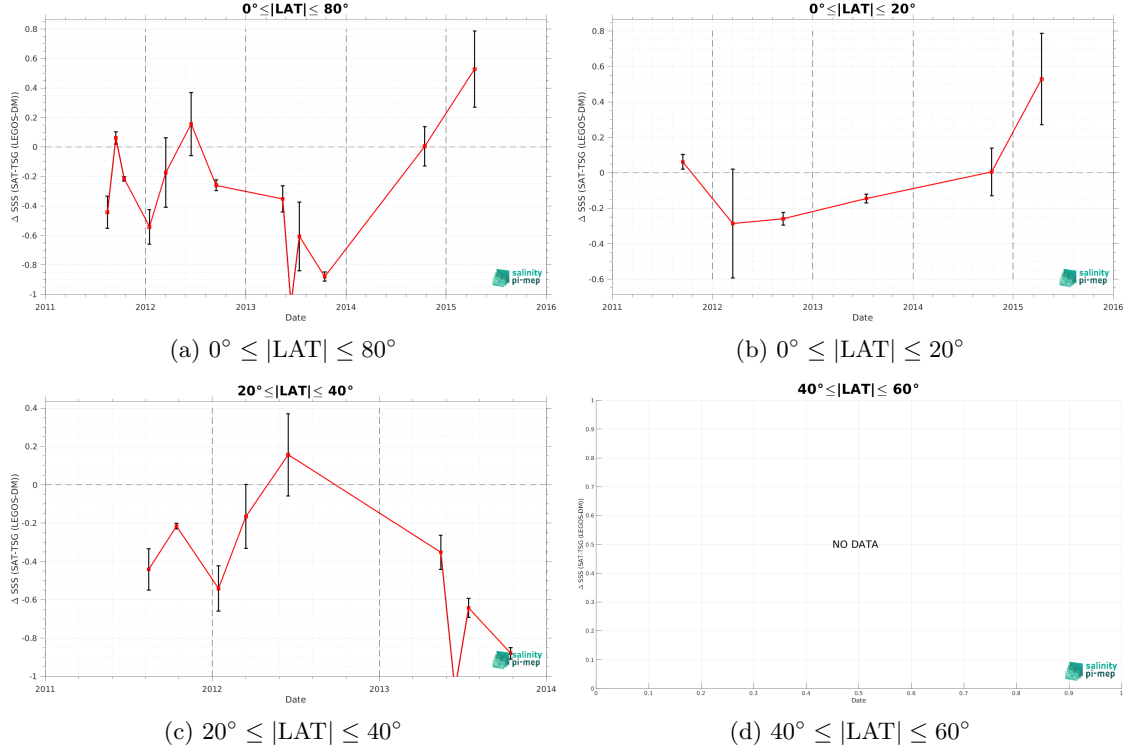 0°≤|LAT|≤ 80°
Δ SSS (SAT-TSG (LEGOS-DM))
0.8
0.6
0.4
0.2
0
-0.2
-0.4
-0.6
-0.8
-1
2011
2012
2013
2014
2015
2016
Date
salinity
pi-mep
(a) 0° ≤ |LAT| ≤ 80°
0°≤|LAT|≤ 20°
Δ SSS (SAT-TSG (LEGOS-DM))
0.8
0.6
0.4
0.2
0
-0.2
-0.4
-0.6
2011
2012
2013
2014
2015
2016
Date
salinity
pi-mep
(b) 0° ≤ |LAT| ≤ 20°
20°≤|LAT|≤ 40°
Δ SSS (SAT-TSG (LEGOS-DM))
0.4
0.2
0
-0.2
-0.4
-0.6
-0.8
-1
2011
2012
2013
2014
Date
salinity
pi-mep
(c) 20° ≤ |LAT| ≤ 40°
40°≤|LAT|≤ 60°
Δ SSS (SAT-TSG (LEGOS-DM))
1
0.9
0.8
0.7
0.6
0.5
0.4
0.3
0.2
0.1
0
NO DATA
0
0.1
0.2
0.3
0.4
0.5
0.6
0.7
0.8
0.9
1
Date
salinity
pi-mep
(d) 40° ≤ |LAT| ≤ 60°